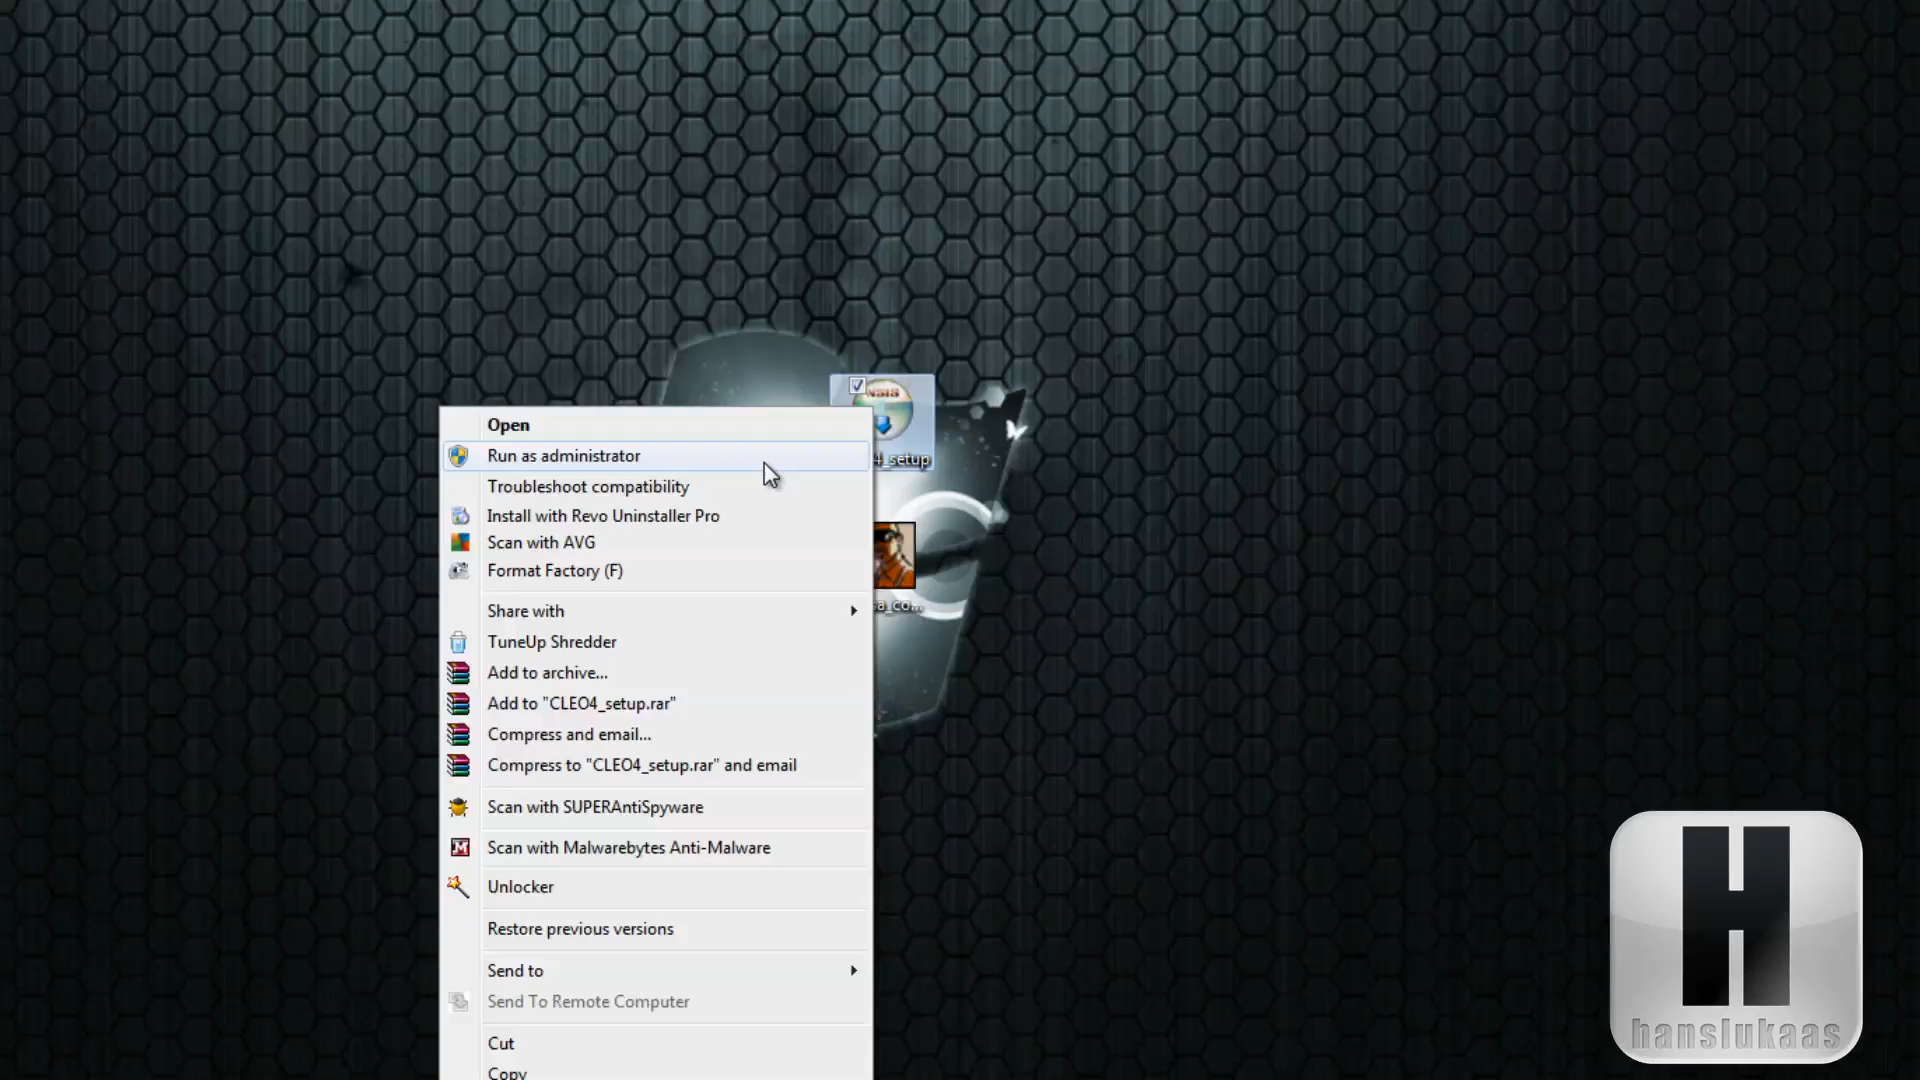 NSIS
4_setup
Open
Run as administrator
Troubleshoot compatibility
Install with Revo Uninstaller Pro
Scan with AVG
Format Factory (F)
Share with
sa_co...
TuneUp Shredder
Add to archive...
Add to "CLEO4_setup.rar"
Compress and email...
Compress to "CLEO4_setup.rar" and email
Scan with SUPERAntiSpyware
Scan with Malwarebytes Anti-Malware
Unlocker
Restore previous versions
Send to
Send To Remote Computer
Cut
Copy
H
hanslukaas